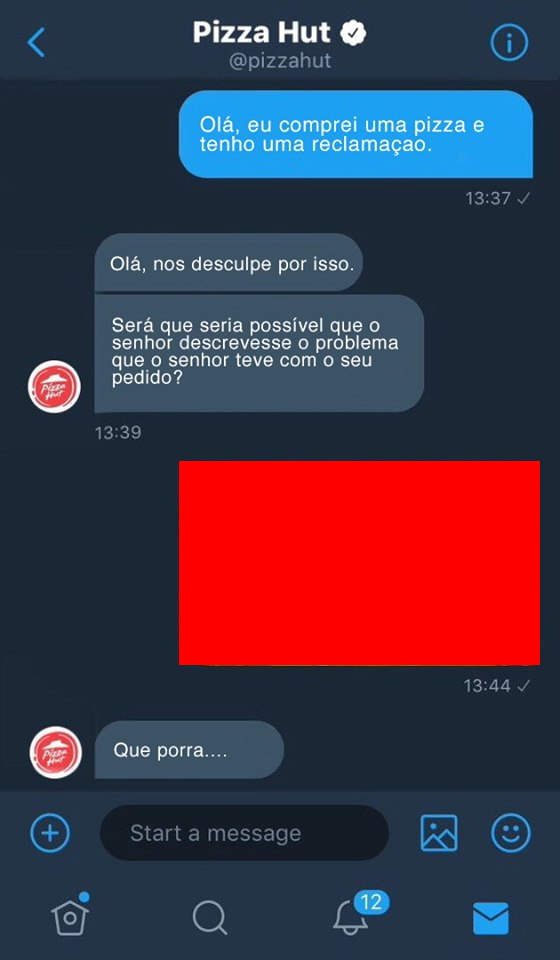 Pizza Hut
@pizzahut
Olá, eu comprei uma pizza e
tenho uma reclamaçao.
13:37
Olá, nos desculpe por isso.
Será que seria possível que o
senhor descrevesse o problema
que o senhor teve com o seu
pedido?
Pizza
Hut
13:39
13:44
Pizza
Hut
Que porra....
Start a message
12